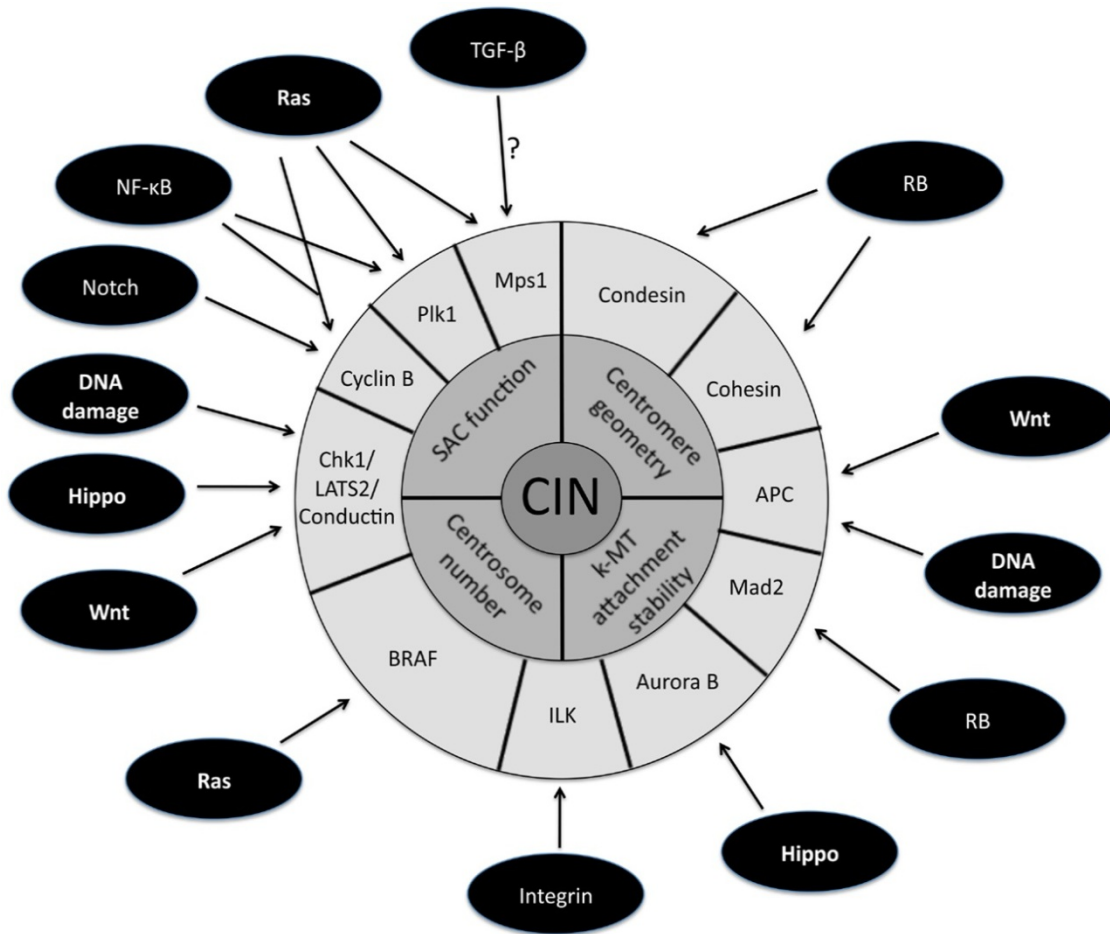 TGF-β
Ras
?
NF-κB
RB
Notch
Mps1
Condesin
Plk1
Cyclin B
SAC function
Centromere
geometry
Cohesin
DNA
damage
Wnt
Chk1/
LATS2/
Conductin
CIN
APC
Hippo
Centrosome
number
k-MT
attachment
stability
DNA
damage
Mad2
Wnt
BRAF
Aurora B
ILK
RB
Ras
Hippo
Integrin